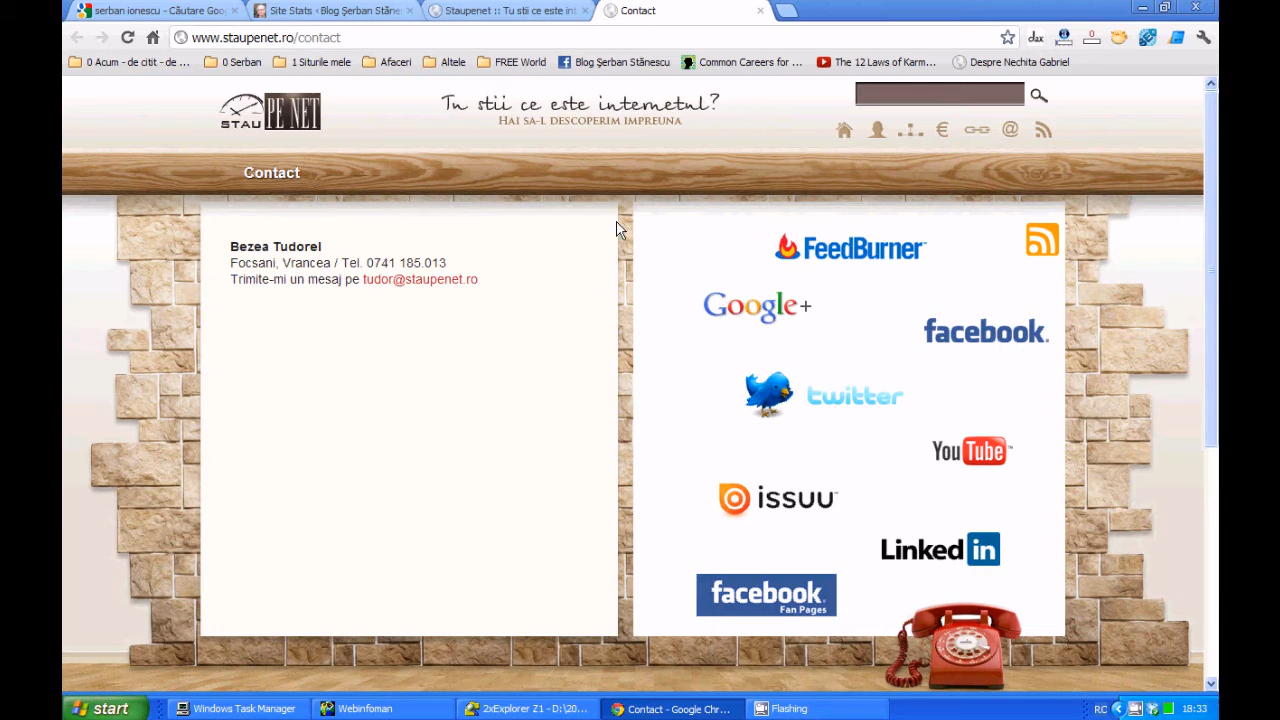 serban ionescu - Căutare Goo
Site Stats ‹ Blog Şerban Stăne
Staupenet :: Tu stii ce este int
Contact
www.staupenet.ro/contact
0 Acum - de citit - de ...
0 Serban
1 Siturile mele
Afaceri
Altele
FREE World
Blog Şerban Stănescu
Common Careers for ...
The 12 Laws of Karm...
Despre Nechita Gabriel
STAU PE NET
Tu stii ce este internetul?
HAI SA-L DESCOPERIM IMPREUNA
Contact
Bezea Tudorel
Focsani, Vrancea / Tel. 0741 185.013
Trimite-mi un mesaj pe tudor@staupenet.ro
FeedBurner™
Google+
facebook.
twitter
YouTube™
issuu™
Linked in
facebook.
Fan Pages
start
Windows Task Manager
Webinfoman
2xExplorer Z1 - D:\20...
Contact - Google Chr...
Flashing
RC
18:33